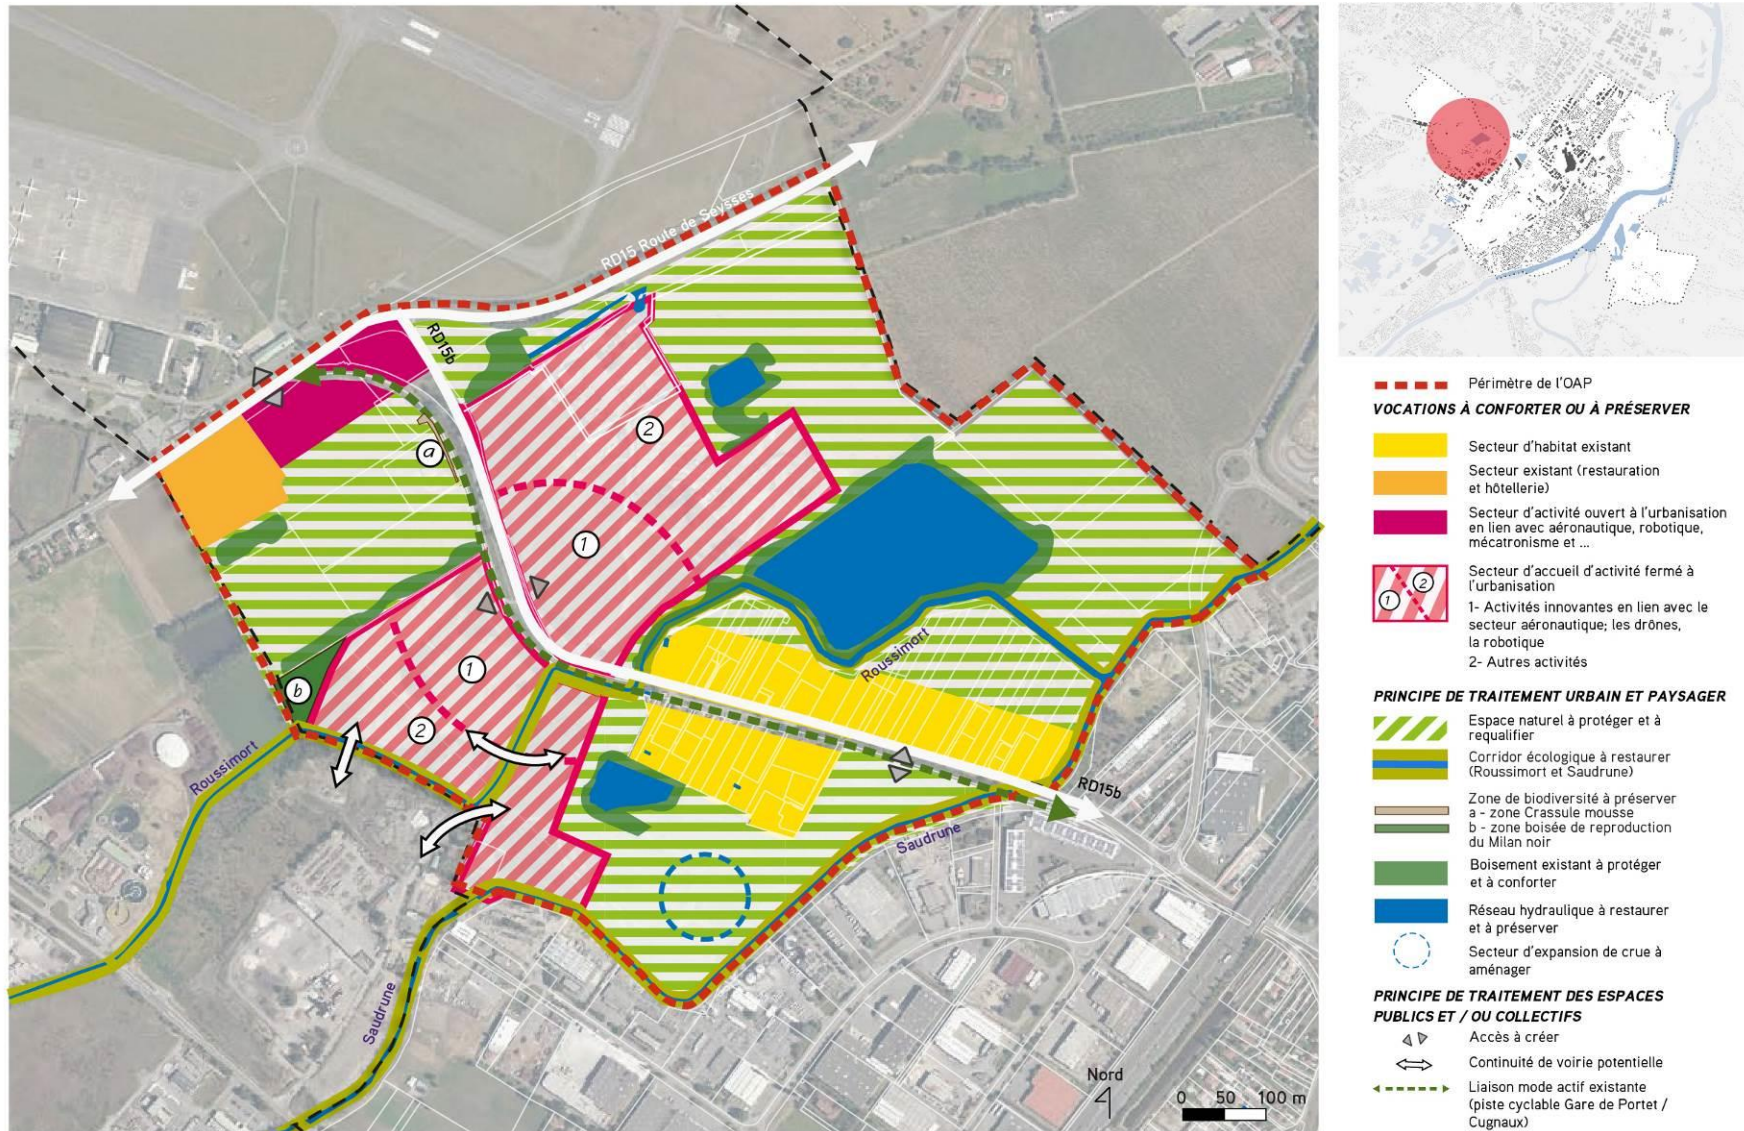 RD15 Route de Seysses
RD15b
a
2
1
1
b
2
Roussimort
Roussimort
RD15b
Saudrune
Saudrune
Nord
0 50 100 m
Périmètre de l'OAP
VOCATIONS À CONFORTER OU À PRÉSERVER
Secteur d'habitat existant
Secteur existant (restauration
et hôtellerie)
Secteur d'activité ouvert à l'urbanisation
en lien avec aéronautique, robotique,
mécatronisme et ...
1
2
Secteur d'accueil d'activité fermé à
l'urbanisation
1- Activités innovantes en lien avec le
secteur aéronautique; les drônes,
la robotique
2- Autres activités
PRINCIPE DE TRAITEMENT URBAIN ET PAYSAGER
Espace naturel à protéger et à
requalifier
Corridor écologique à restaurer
(Roussimort et Saudrune)
Zone de biodiversité à préserver
a - zone Crassule mousse
b - zone boisée de reproduction
du Milan noir
Boisement existant à protéger
et à conforter
Réseau hydraulique à restaurer
et à préserver
Secteur d'expansion de crue à
aménager
PRINCIPE DE TRAITEMENT DES ESPACES
PUBLICS ET / OU COLLECTIFS
Accès à créer
Continuité de voirie potentielle
Liaison mode actif existante
(piste cyclable Gare de Portet /
Cugnaux)